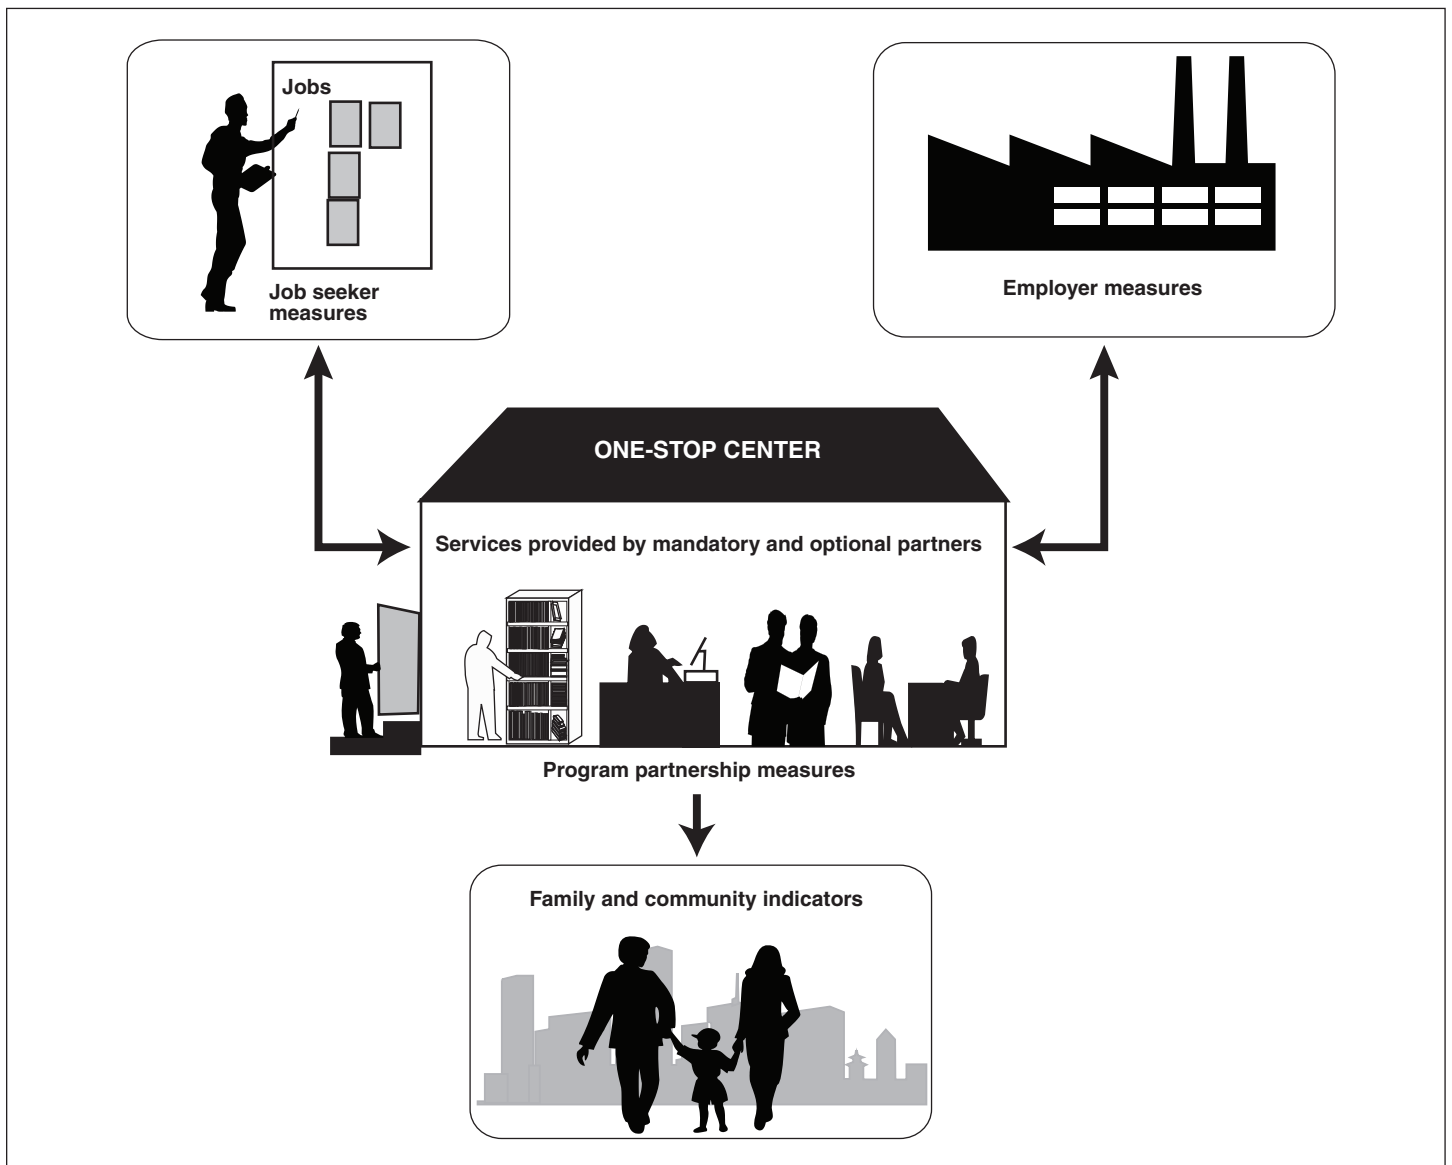 Jobs
Job seeker
measures
Employer measures
ONE-STOP CENTER
Services provided by mandatory and optional partners
Program partnership measures
Family and community indicators